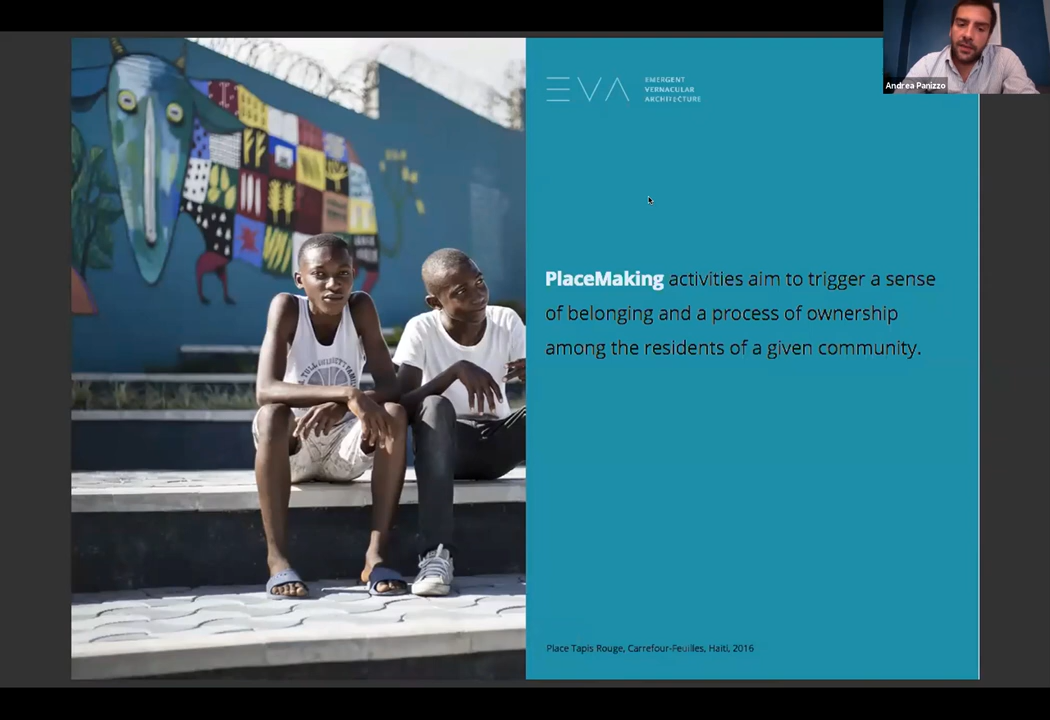 EVA
EMERGENT
VERNACULAR
ARCHITECTURE
Andrea Panizzo
PlaceMaking activities aim to trigger a sense
of belonging and a process of ownership
among the residents of a given community.
Place Tapis Rouge, Carrefour-Feuilles, Haiti, 2016